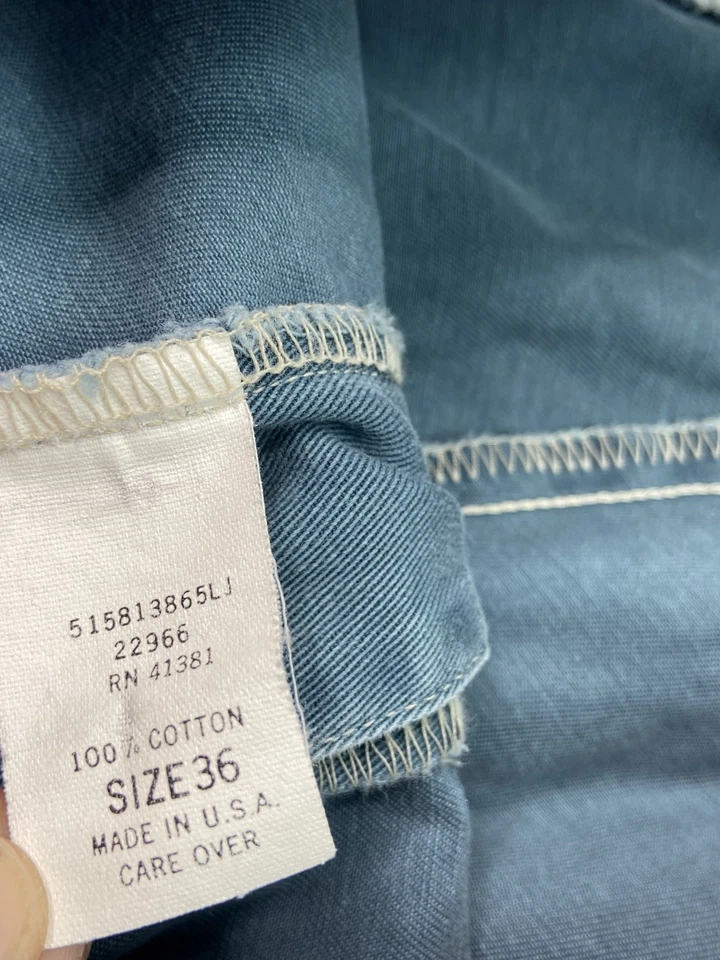 515813865LJ
22966
RN 41381
100% COTTON
SIZE 36
MADE IN U.S.A.
CARE OVER